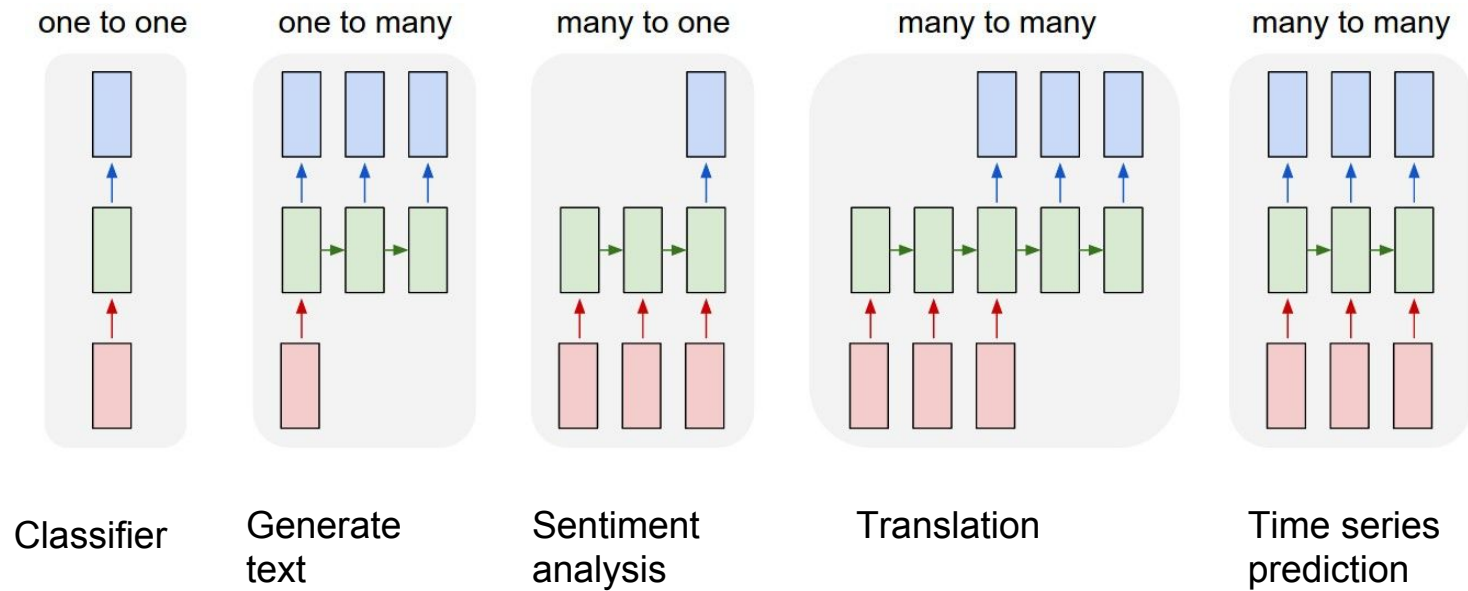 one to one
one to many
many to one
many to many
many to many
Classifier
Generate
text
Sentiment
analysis
Translation
Time series
prediction